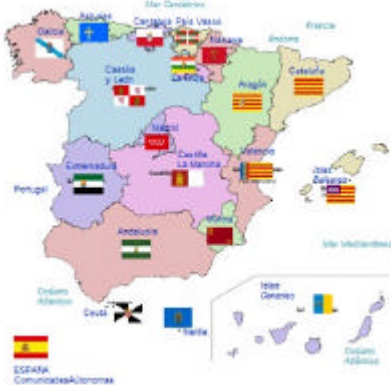 Mar Cantábrico
Asturias
Cantabria
País Vasco
Francia
Galicia
Navarra
Andorra
Castilla
y León
La Rioja
Cataluña
Aragón
Madrid
Castilla
La Mancha
Valencia
Islas
Baleares
Extremadura
Portugal
Murcia
Andalucía
Mar Mediterráneo
Océano
Atlántico
Islas
Canarias
Ceuta
Melilla
Océano
Atlántico
ESPAÑA
ComunidadesAutónomas